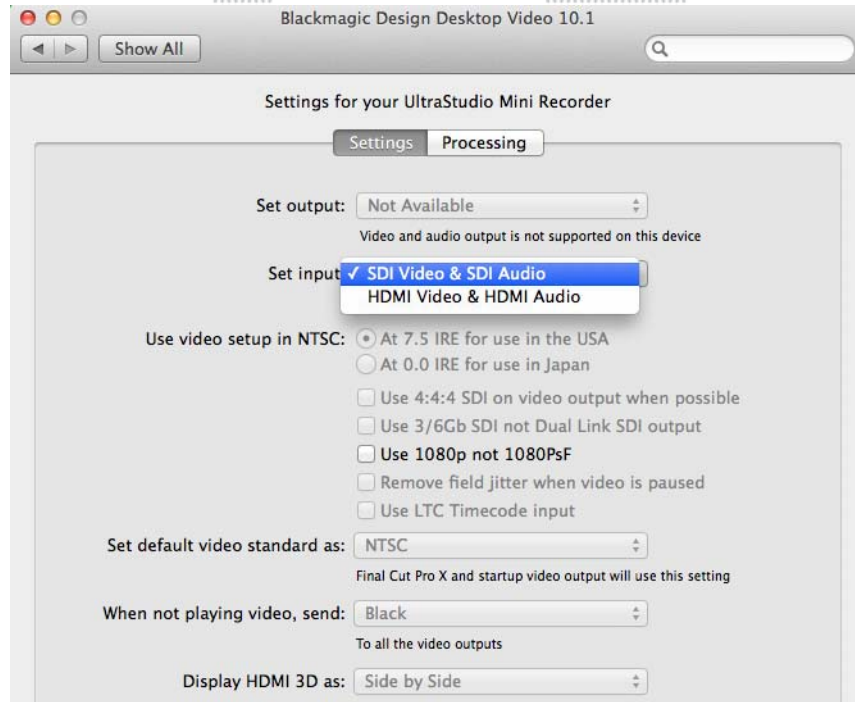 Blackmagic Design Desktop Video 10.1
Show All
Settings for your UltraStudio Mini Recorder
Settings Processing
Set output: Not Available
Video and audio output is not supported on this device
Set input ✓ SDI Video & SDI Audio
HDMI Video & HDMI Audio
Use video setup in NTSC: At 7.5 IRE for use in the USA
At 0.0 IRE for use in Japan
Use 4:4:4 SDI on video output when possible
Use 3/6Gb SDI not Dual Link SDI output
Use 1080p not 1080PsF
Remove field jitter when video is paused
Use LTC Timecode input
Set default video standard as: NTSC
Final Cut Pro X and startup video output will use this setting
When not playing video, send: Black
To all the video outputs
Display HDMI 3D as: Side by Side